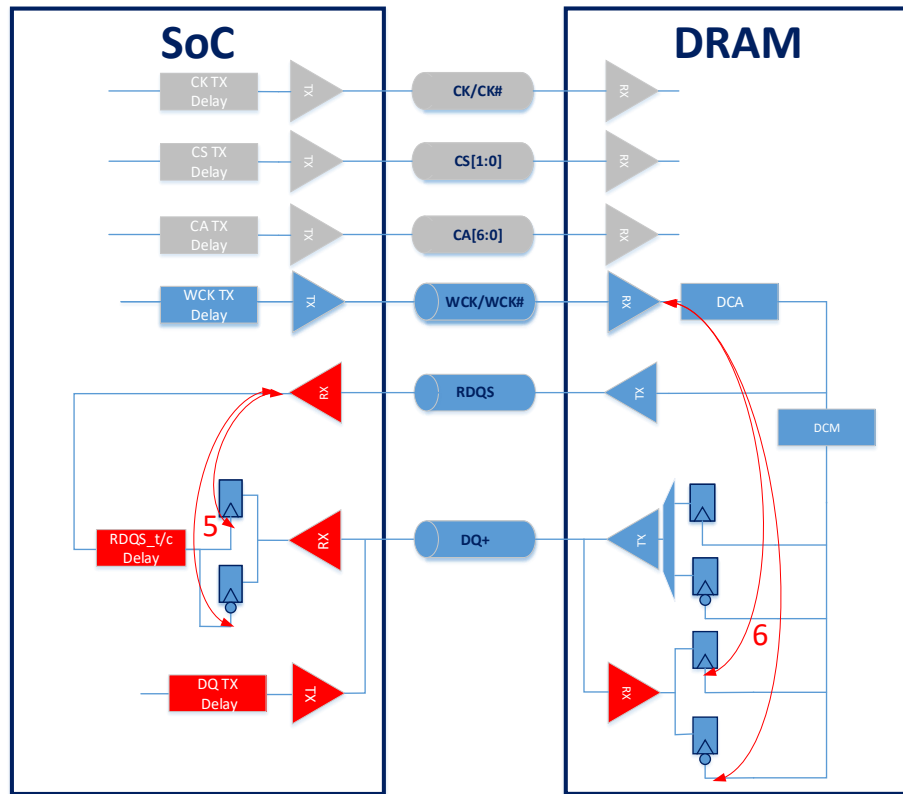 SoC
DRAM
CK TX
Delay
TX
CK/CK#
RX
CS TX
Delay
TX
CS[1:0]
RX
CA TX
Delay
TX
CA[6:0]
RX
WCK TX
Delay
TX
WCK/WCK#
RX
DCA
RX
RDQS
TX
DCM
5
RDQS_t/c
Delay
RX
DQ+
TX
6
DQ TX
Delay
TX
RX